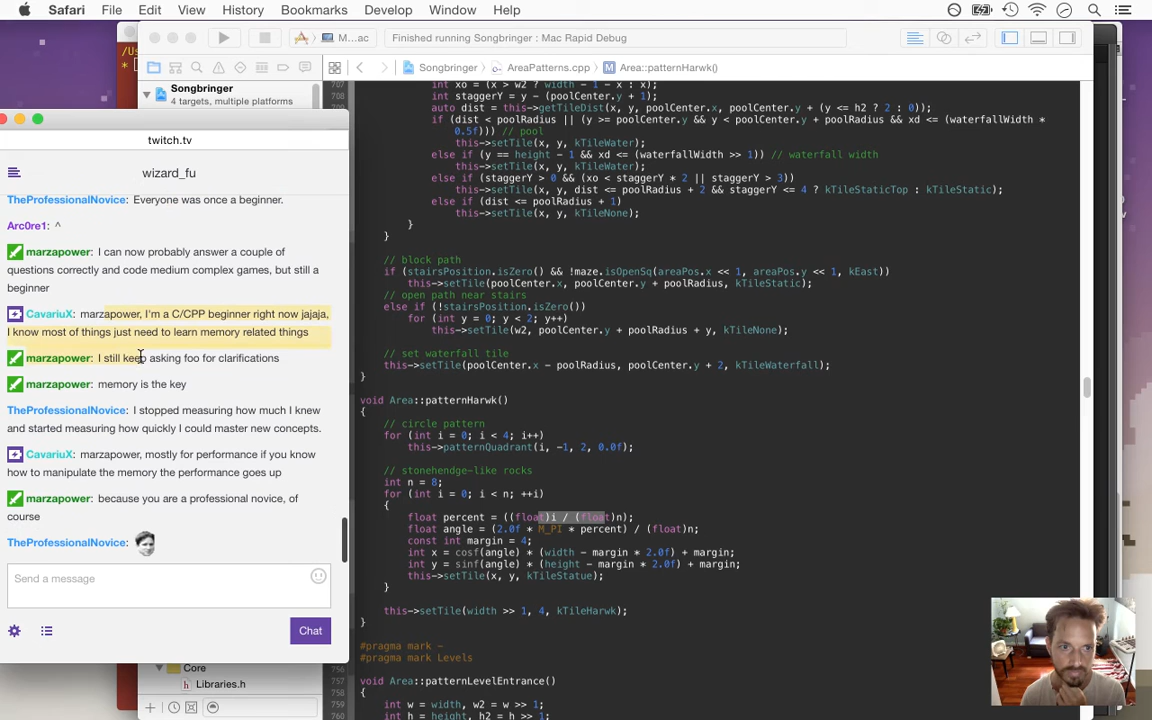 Safari File Edit View History Bookmarks Develop Window Help
M...ac
Finished running Songbringer : Mac Rapid Debug
Songbringer
4 targets, multiple platforms
Songbringer AreaPatterns.cpp Area::patternHarwk()
twitch.tv
wizard_fu
TheProfessionalNovice: Everyone was once a beginner.
Arc0re1: ^
marzapower: I can now probably answer a couple of
questions correctly and code medium complex games, but still a
beginner
CavariuX: marzapower, I'm a C/CPP beginner right now jajaja,
I know most of things just need to learn memory related things
marzapower: I still keep asking foo for clarifications
marzapower: memory is the key
TheProfessionalNovice: I stopped measuring how much I knew
and started measuring how quickly I could master new concepts.
CavariuX: marzapower, mostly for performance if you know
how to manipulate the memory the performance goes up
marzapower: because you are a professional novice, of
course
TheProfessionalNovice:
Send a message
Chat
Core
Libraries.h
int xo = (x > w2 ? width - 1 - x : x);
708 int staggerY = y - (poolCenter.y + 1);
709 auto dist = this->getTileDist(x, y, poolCenter.x, poolCenter.y + (y <= h2 ? 2 : 0));
if (dist < poolRadius || (y >= poolCenter.y && y < poolCenter.y + poolRadius && xd <= (waterfallWidth *
0.5f))) // pool
this->setTile(x, y, kTileWater);
else if (y == height - 1 && xd <= (waterfallWidth >> 1)) // waterfall width
this->setTile(x, y, kTileWater);
else if (staggerY > 0 && (xo < staggerY * 2 || staggerY > 3))
this->setTile(x, y, dist <= poolRadius + 2 && staggerY <= 4 ? kTileStaticTop : kTileStatic);
else if (dist <= poolRadius + 1)
this->setTile(x, y, kTileNone);
}
}
// block path
if (stairsPosition.isZero() && !maze.isOpenSq(areaPos.x << 1, areaPos.y << 1, kEast))
this->setTile(poolCenter.x, poolCenter.y + poolRadius, kTileStatic);
// open path near stairs
else if (!stairsPosition.isZero())
for (int y = 0; y < 2; y++)
this->setTile(w2, poolCenter.y + poolRadius + y, kTileNone);
// set waterfall tile
this->setTile(poolCenter.x - poolRadius, poolCenter.y + 2, kTileWaterfall);
}
void Area::patternHarwk()
{
// circle pattern
for (int i = 0; i < 4; i++)
this->patternQuadrant(i, -1, 2, 0.0f);
// stonehendge-like rocks
int n = 8;
for (int i = 0; i < n; ++i)
{
float percent = ((float)i / (float)n);
float angle = (2.0f * M_PI * percent) / (float)n;
const int margin = 4;
int x = cosf(angle) * (width - margin * 2.0f) + margin;
int y = sinf(angle) * (height - margin * 2.0f) + margin;
this->setTile(x, y, kTileStatue);
}
this->setTile(width >> 1, 4, kTileHarwk);
}
#pragma mark -
#pragma mark Levels
756
757 void Area::patternLevelEntrance()
758 {
759 int w = width, w2 = w >> 1;
760 int h = height, h2 = h >> 1;